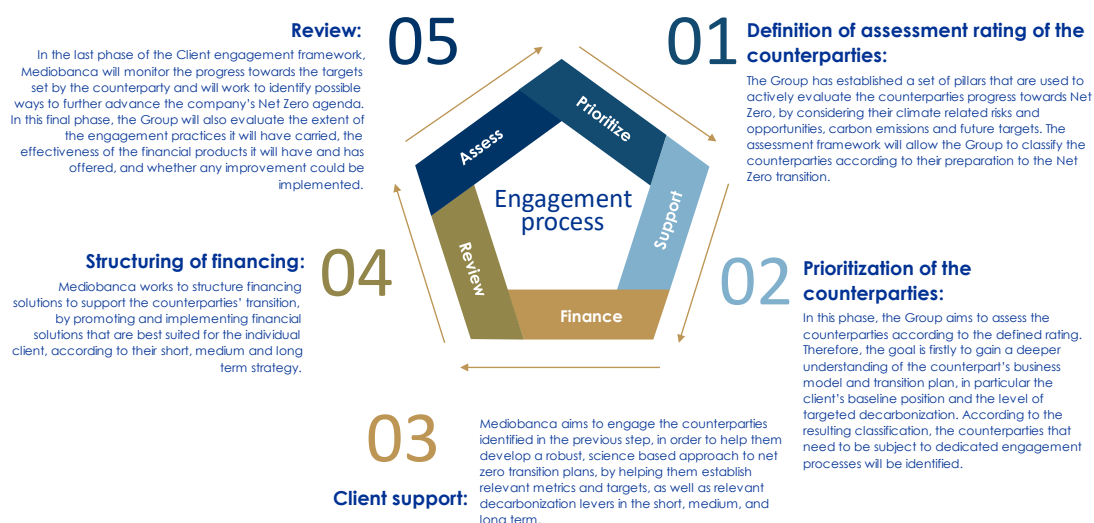 05
Review:
In the last phase of the Client engagement framework,
Mediobanca will monitor the progress towards the targets
set by the counterparty and will work to identify possible
ways to further advance the company's Net Zero agenda.
In this final phase, the Group will also evaluate the extent of
the engagement practices it will have carried, the
effectiveness of the financial products it will have and has
offered, and whether any improvement could be
implemented.
01
Definition of assessment rating of the
counterparties:
The Group has established a set of pillars that are used to
actively evaluate the counterparties progress towards Net
Zero, by considering their climate related risks and
opportunities, carbon emissions and future targets. The
assessment framework will allow the Group to classify the
counterparties according to their preparation to the Net
Zero transition.
Assess
Prioritize
Support
Finance
Review
Engagement
process
04
Structuring of financing:
Mediobanca works to structure financing
solutions to support the counterparties' transition,
by promoting and implementing financial
solutions that are best suited for the individual
client, according to their short, medium and long
term strategy.
02
Prioritization of the
counterparties:
In this phase, the Group aims to assess the
counterparties according to the defined rating.
Therefore, the goal is firstly to gain a deeper
understanding of the counterpart's business
model and transition plan, in particular the
client's baseline position and the level of
targeted decarbonization. According to the
resulting classification, the counterparties that
need to be subject to dedicated engagement
processes will be identified.
03
Client support:
Mediobanca aims to engage the counterparties
identified in the previous step, in order to help them
develop a robust, science based approach to net
zero transition plans, by helping them establish
relevant metrics and targets, as well as relevant
decarbonization levers in the short, medium, and
long term.